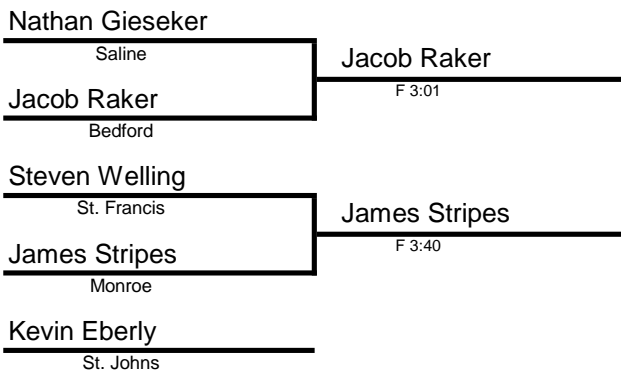 Nathan Gieseker
Saline
Jacob Raker
F 3:01
Jacob Raker
Bedford
Steven Welling
St. Francis
James Stripes
F 3:40
James Stripes
Monroe
Kevin Eberly
St. Johns